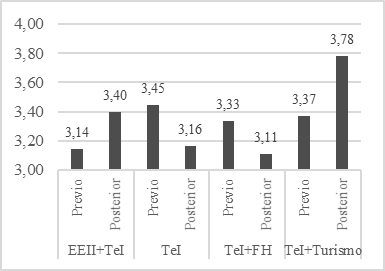 4,00
3,80
3,60
3,40
3,20
3,00
3,14
3,40
3,45
3,16
3,33
3,11
3,37
3,78
Previo
Posterior
Previo
Posterior
Previo
Posterior
Previo
Posterior
EEII+TeI
TeI
TeI+FH
TeI+Turismo